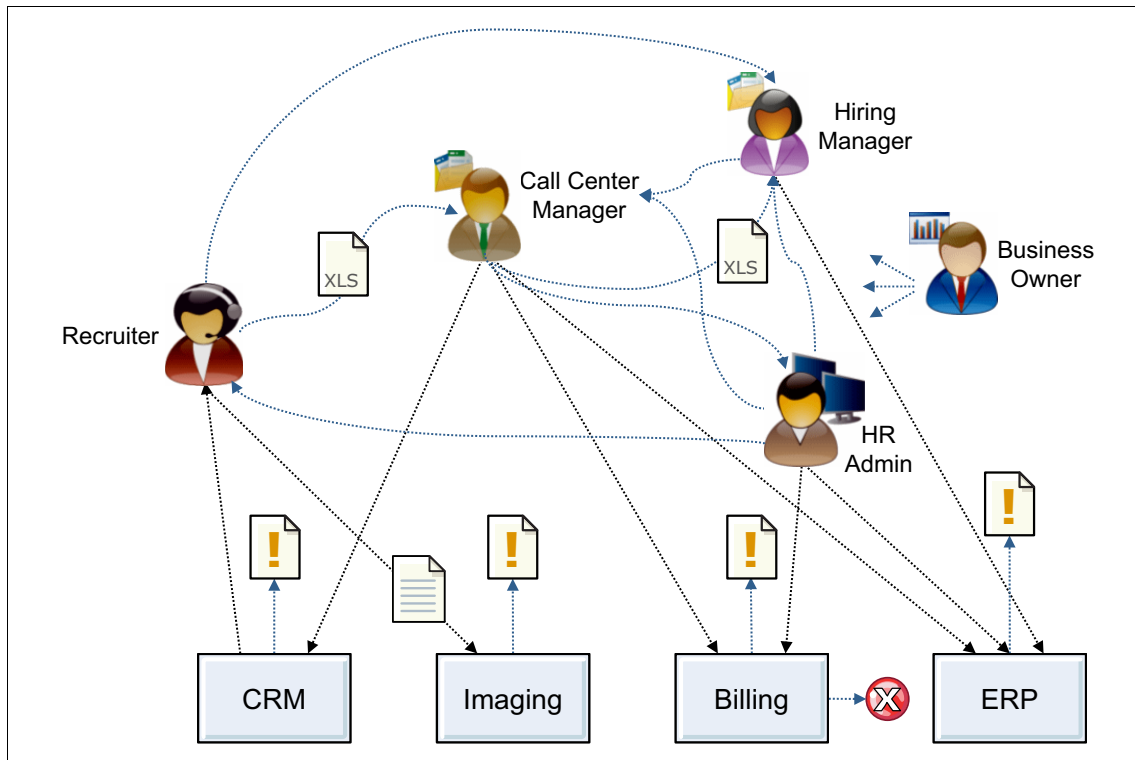 Hiring
Manager
Call Center
Manager
Business
Owner
XLS
XLS
Recruiter
HR
Admin
!
!
!
!
CRM
Imaging
Billing
X
ERP